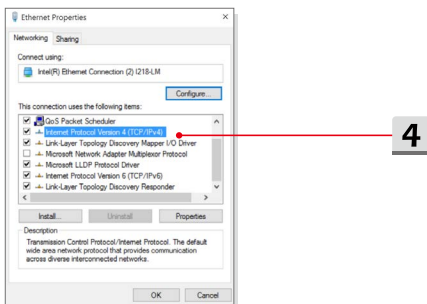 Ethernet Properties
Networking Sharing
Connect using:
Intel(R) Ethernet Connection (2) I218-LM
Configure...
This connection uses the following items:
QoS Packet Scheduler
Internet Protocol Version 4 (TCP/IPv4)
Link-Layer Topology Discovery Mapper I/O Driver
Microsoft Network Adapter Multiplexor Protocol
Microsoft LLDP Protocol Driver
Internet Protocol Version 6 (TCP/IPv6)
Link-Layer Topology Discovery Responder
Install... Uninstall Properties
Description
Transmission Control Protocol/Internet Protocol. The default
wide area network protocol that provides communication
across diverse interconnected networks.
OK Cancel
4